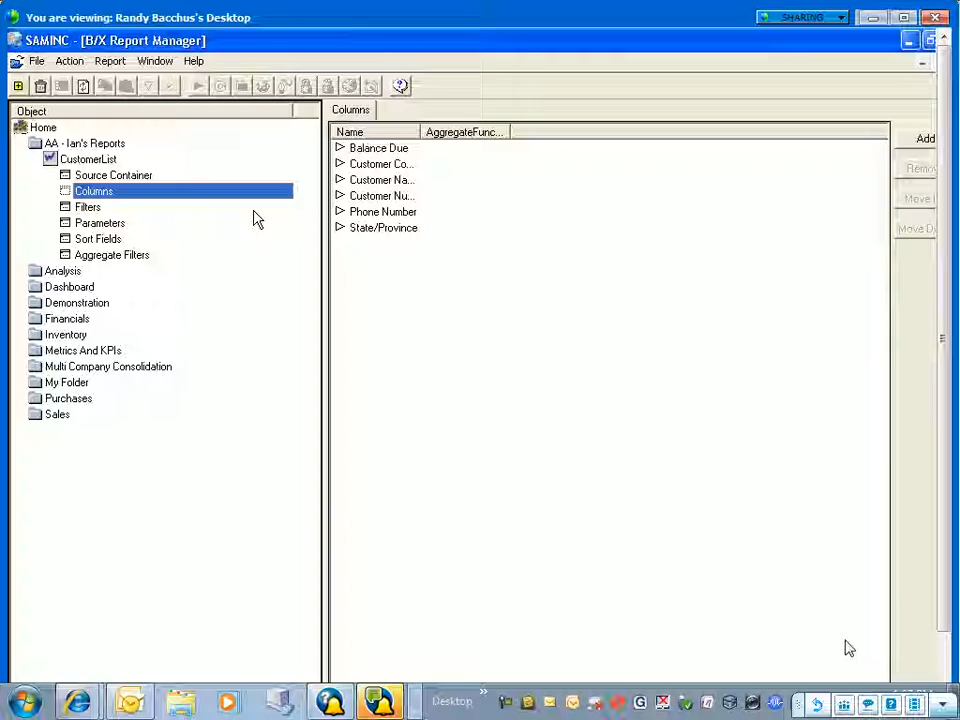 You are viewing: Randy Bacchus's Desktop
SHARING
SAMINC - [B/X Report Manager]
File Action Report Window Help
Object
Columns
Home
Name AggregateFunc...
Add
AA - Ian's Reports
Balance Due
CustomerList
Customer Co...
Remov
Source Container
Customer Na...
Columns
Customer Nu...
Move
Filters
Phone Number
Parameters
State/Province
Move D
Sort Fields
Aggregate Filters
Analysis
Dashboard
Demonstration
Financials
Inventory
Metrics And KPIs
Multi Company Consolidation
My Folder
Purchases
Sales
Desktop